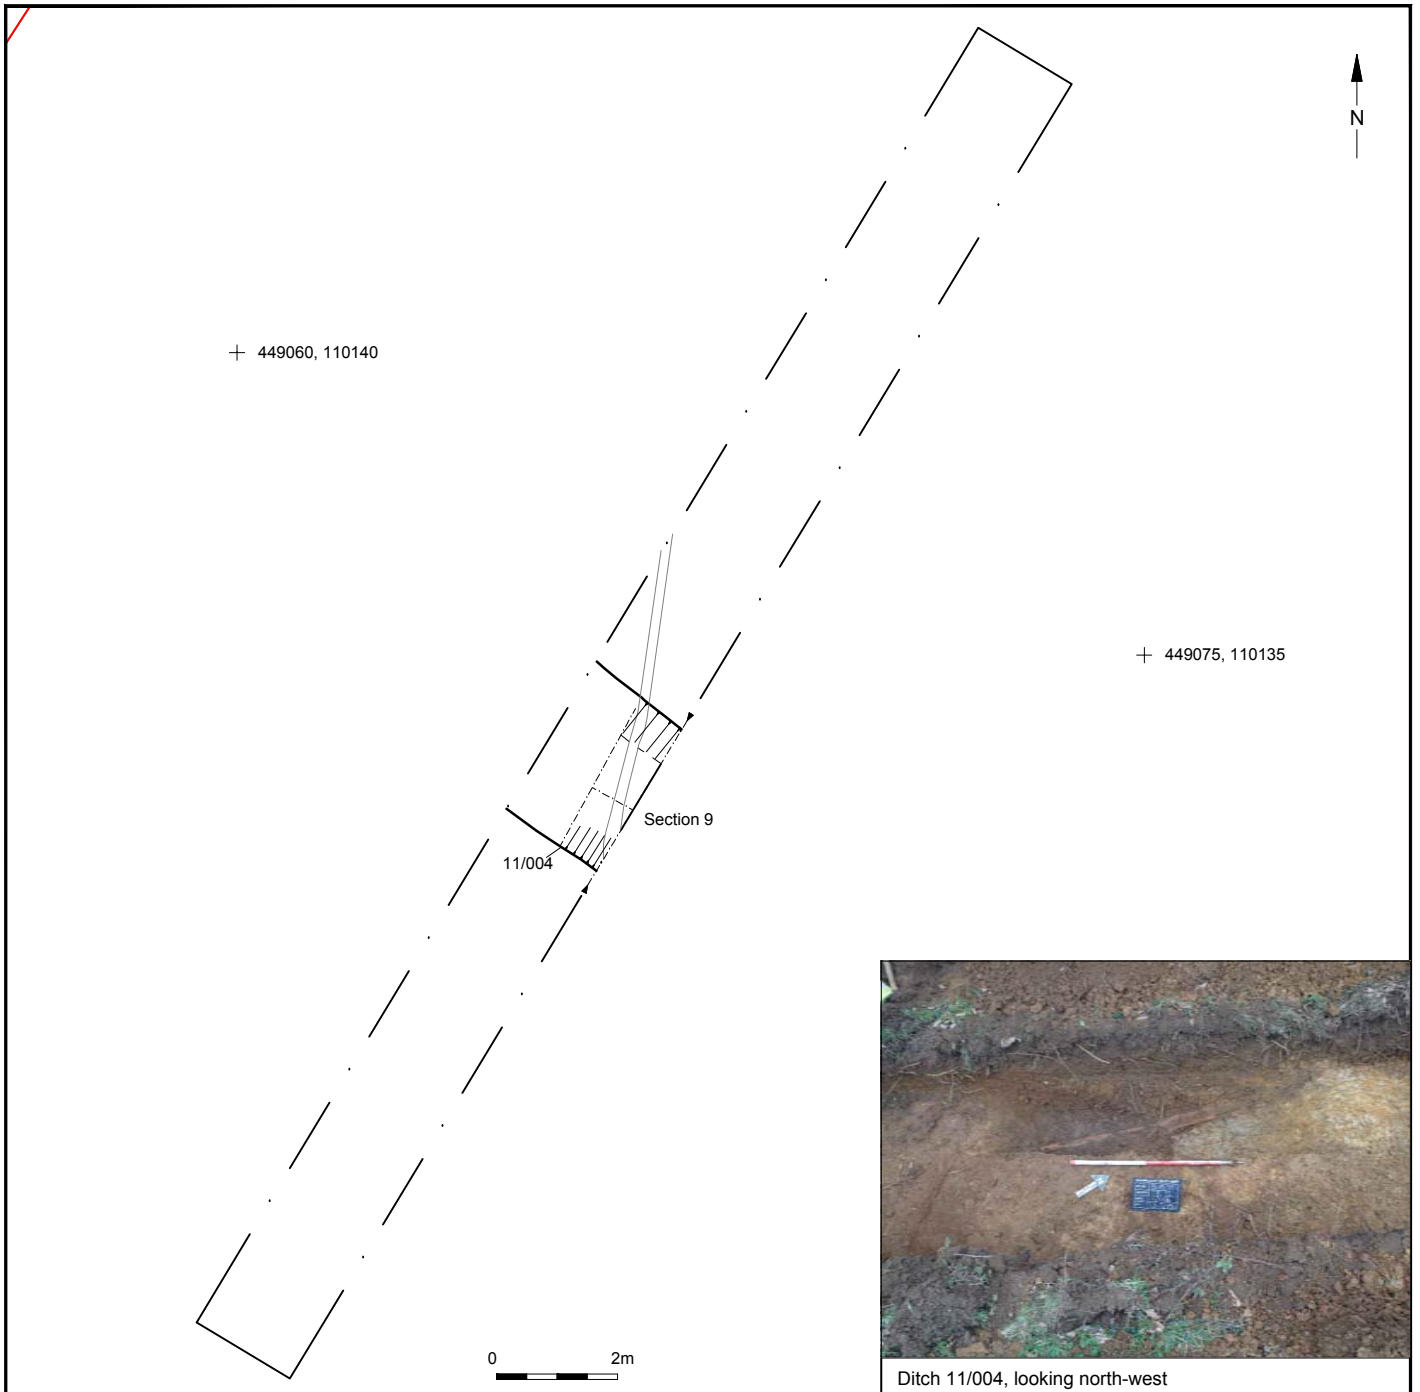 N
449060, 110140
449075, 110135
Section 9
11/004
0 2m
Ditch 11/004, looking north-west